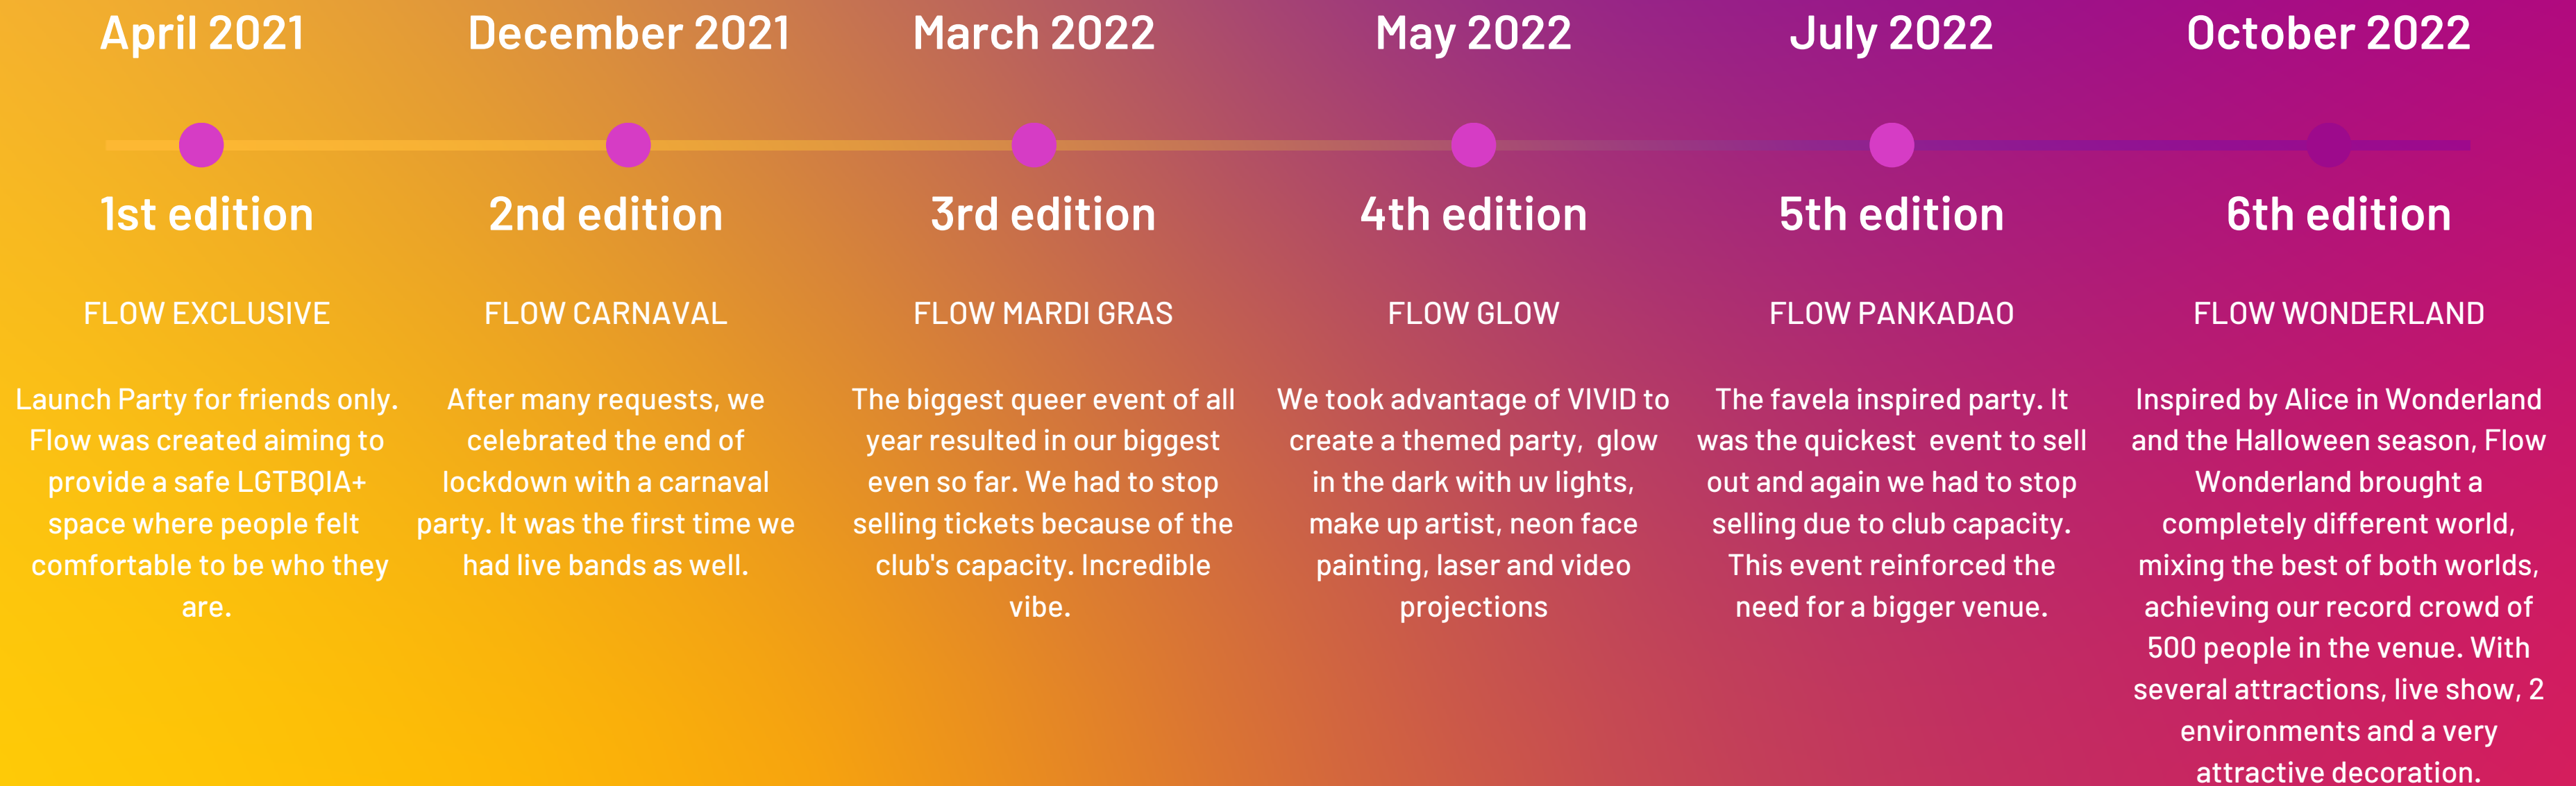 April 2021
1st edition
FLOW EXCLUSIVE
Launch Party for friends only.
Flow was created aiming to
provide a safe LGTBQIA+
space where people felt
comfortable to be who they
are.
December 2021
2nd edition
FLOW CARNAVAL
After many requests, we
celebrated the end of
lockdown with a carnaval
party. It was the first time we
had live bands as well.
March 2022
3rd edition
FLOW MARDI GRAS
The biggest queer event of all
year resulted in our biggest
even so far. We had to stop
selling tickets because of the
club's capacity. Incredible
vibe.
May 2022
4th edition
FLOW GLOW
We took advantage of VIVID to
create a themed party, glow
in the dark with uv lights,
make up artist, neon face
painting, laser and video
projections
July 2022
5th edition
FLOW PANKADAO
The favela inspired party. It
was the quickest event to sell
out and again we had to stop
selling due to club capacity.
This event reinforced the
need for a bigger venue.
October 2022
6th edition
FLOW WONDERLAND
Inspired by Alice in Wonderland
and the Halloween season, Flow
Wonderland brought a
completely different world,
mixing the best of both worlds,
achieving our record crowd of
500 people in the venue. With
several attractions, live show, 2
environments and a very
attractive decoration.